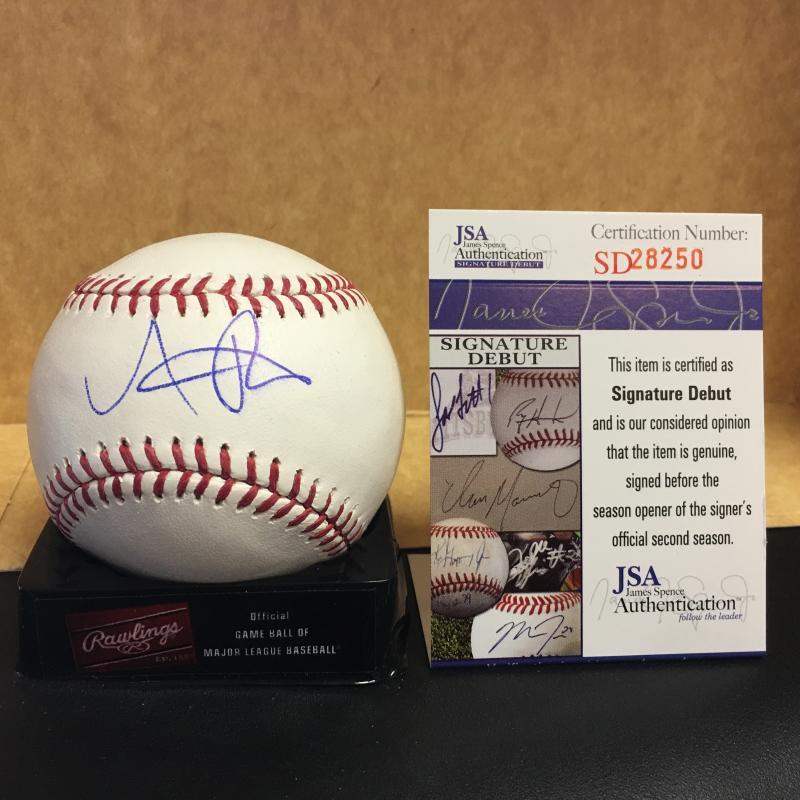 Rawlings
EST. 1887
Official
GAME BALL OF
MAJOR LEAGUE BASEBALL
JSA
James Spence
Authentication
SIGNATURE DEBUT
Certification Number:
SD28250
SIGNATURE
DEBUT
This item is certified as
Signature Debut
and is our considered opinion
that the item is genuine,
signed before the
season opener of the signer's
official second season.
JSA
James Spence
Authentication
follow the leader